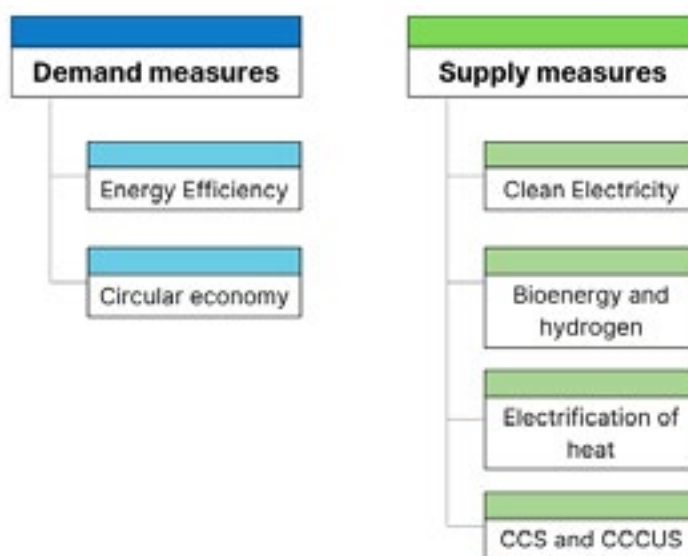 Demand measures
Energy Efficiency
Circular economy
Supply measures
Clean Electricity
Bioenergy and
hydrogen
Electrification of
heat
CCS and CCCUS